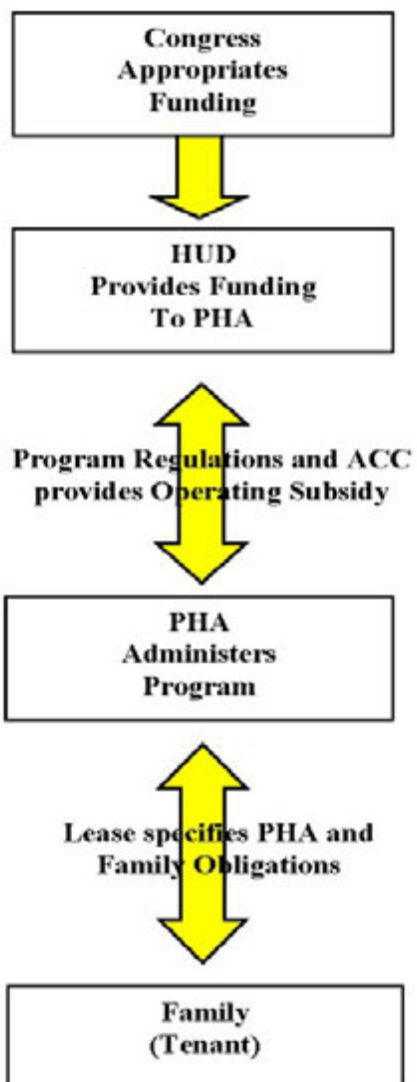 Congress
Appropriates
Funding
HUD
Provides Funding
To PHA
Program Regulations and ACC
provides Operating Subsidy
PHA
Administers
Program
Lease specifies PHA and
Family Obligations
Family
(Tenant)